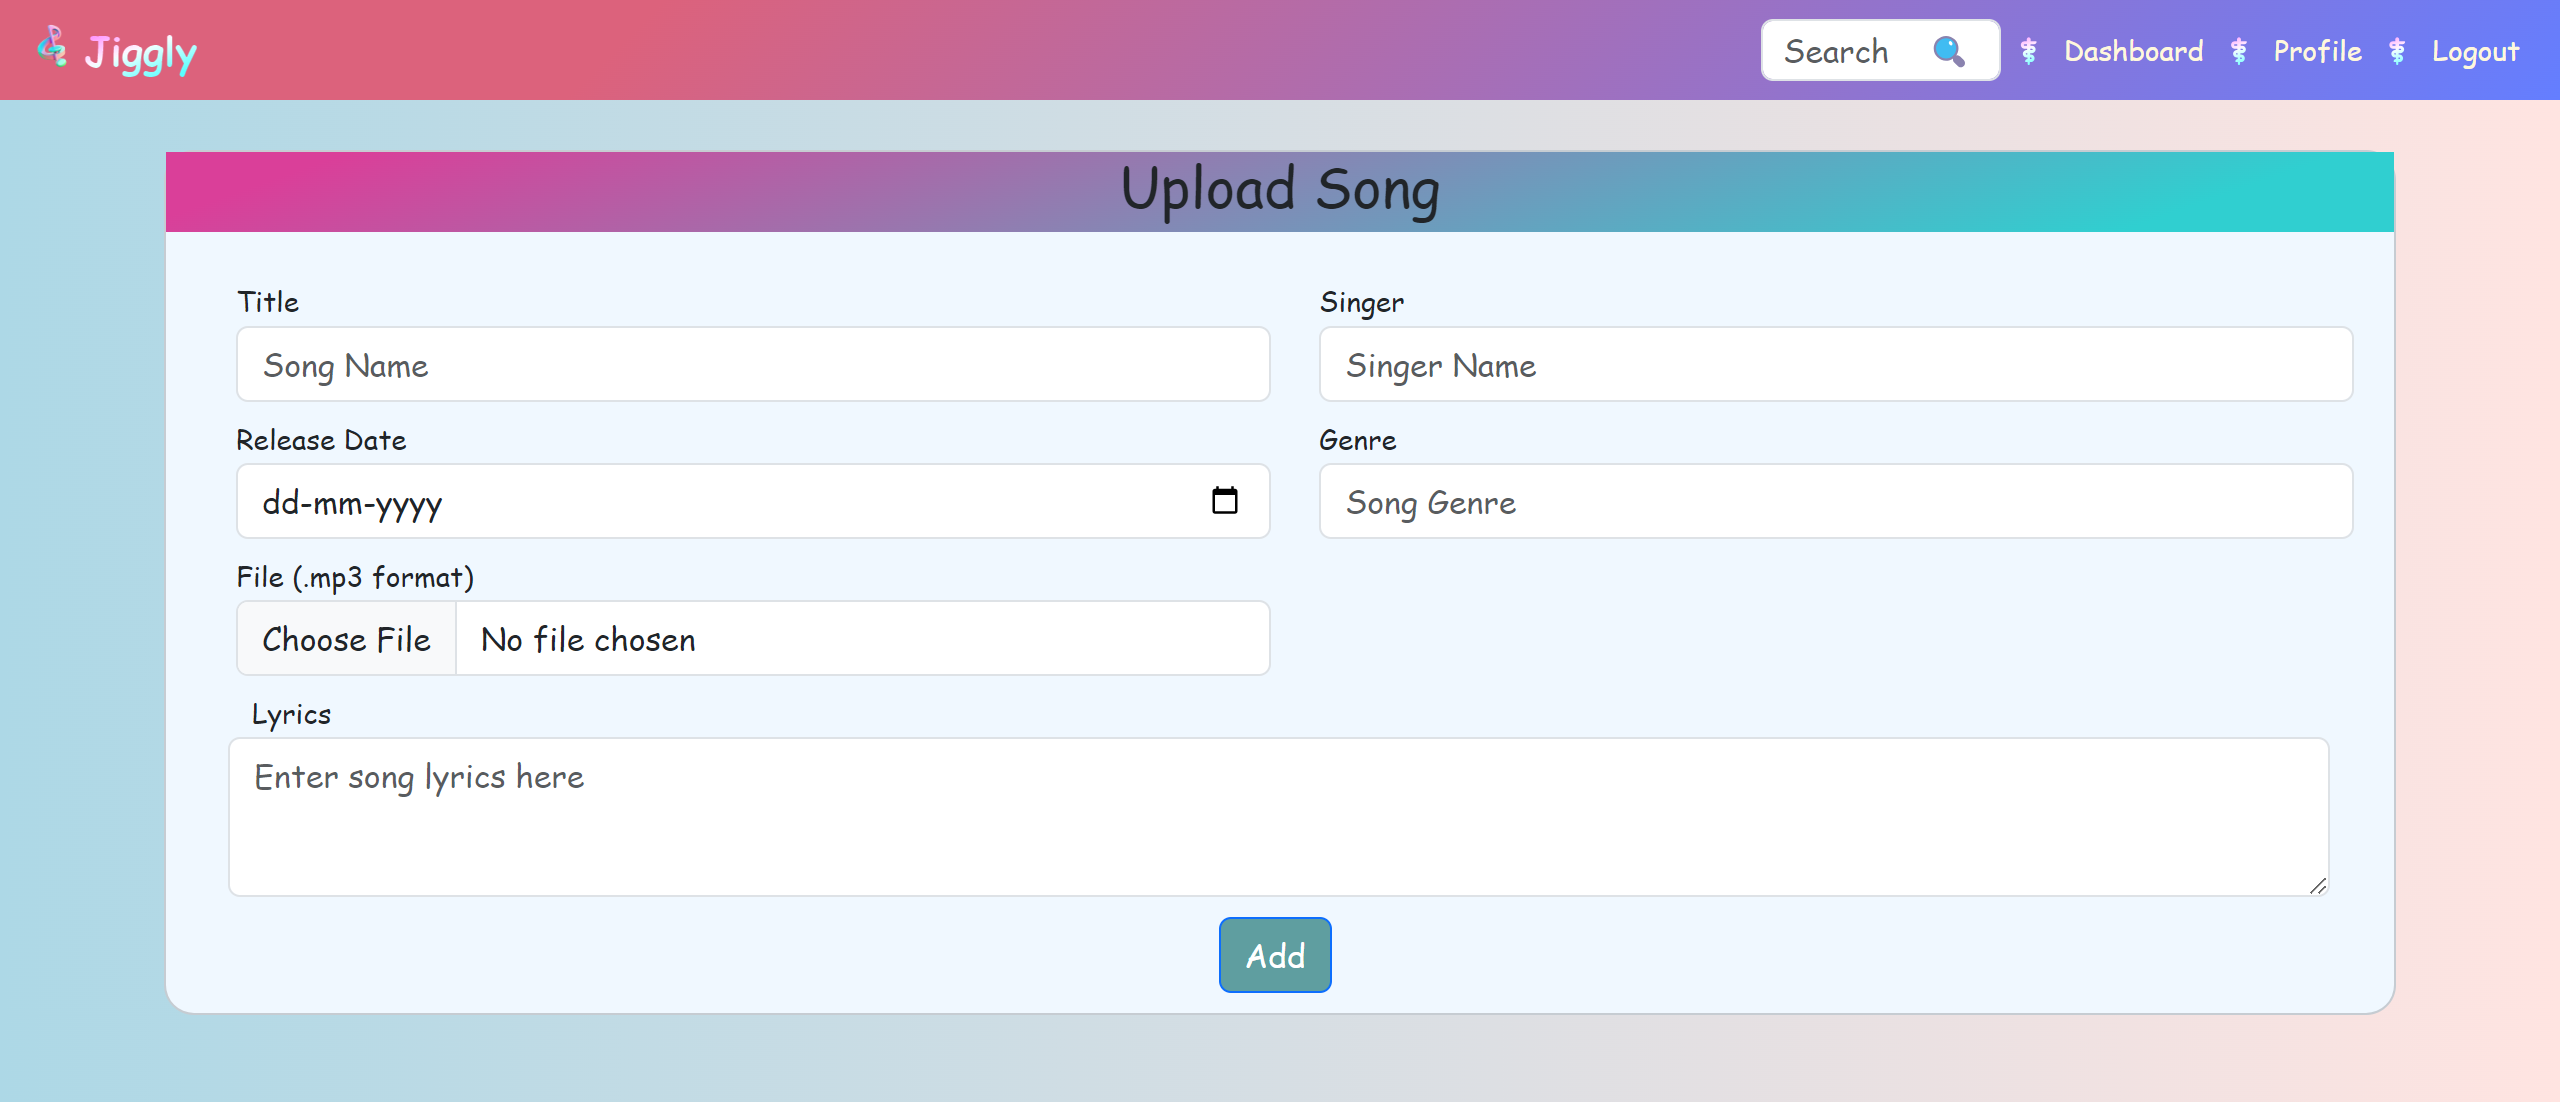 Jiggly
Search Dashboard Profile Logout
Upload Song
Title
Song Name
Singer
Singer Name
Release Date
dd-mm-yyyy
Genre
Song Genre
File (.mp3 format)
Choose File No file chosen
Lyrics
Enter song lyrics here
Add